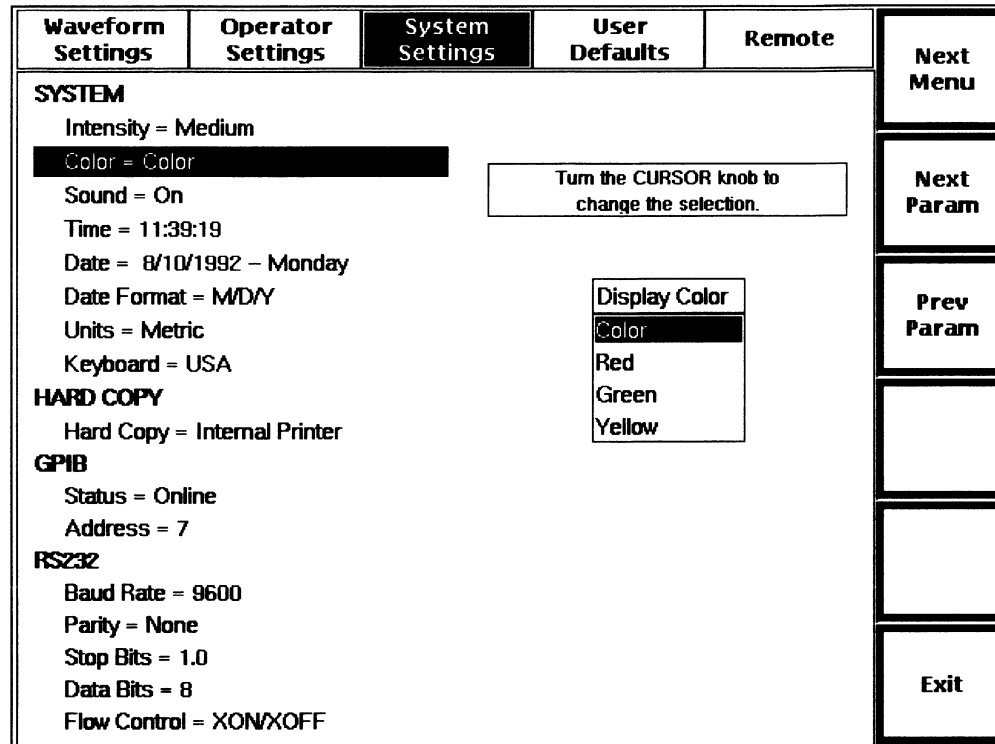 Waveform Settings
Operator Settings
System Settings
User Defaults
Remote
SYSTEM
Intensity = Medium
Color = Color
Sound = On
Time = 11:39:19
Date = 8/10/1992 – Monday
Date Format = M/D/Y
Units = Metric
Keyboard = USA
HARD COPY
Hard Copy = Internal Printer
GPIB
Status = Online
Address = 7
RS232
Baud Rate = 9600
Parity = None
Stop Bits = 1.0
Data Bits = 8
Flow Control = XON/XOFF
Turn the CURSOR knob to
change the selection.
Display Color
Color
Red
Green
Yellow
Next
Menu
Next
Param
Prev
Param
Exit